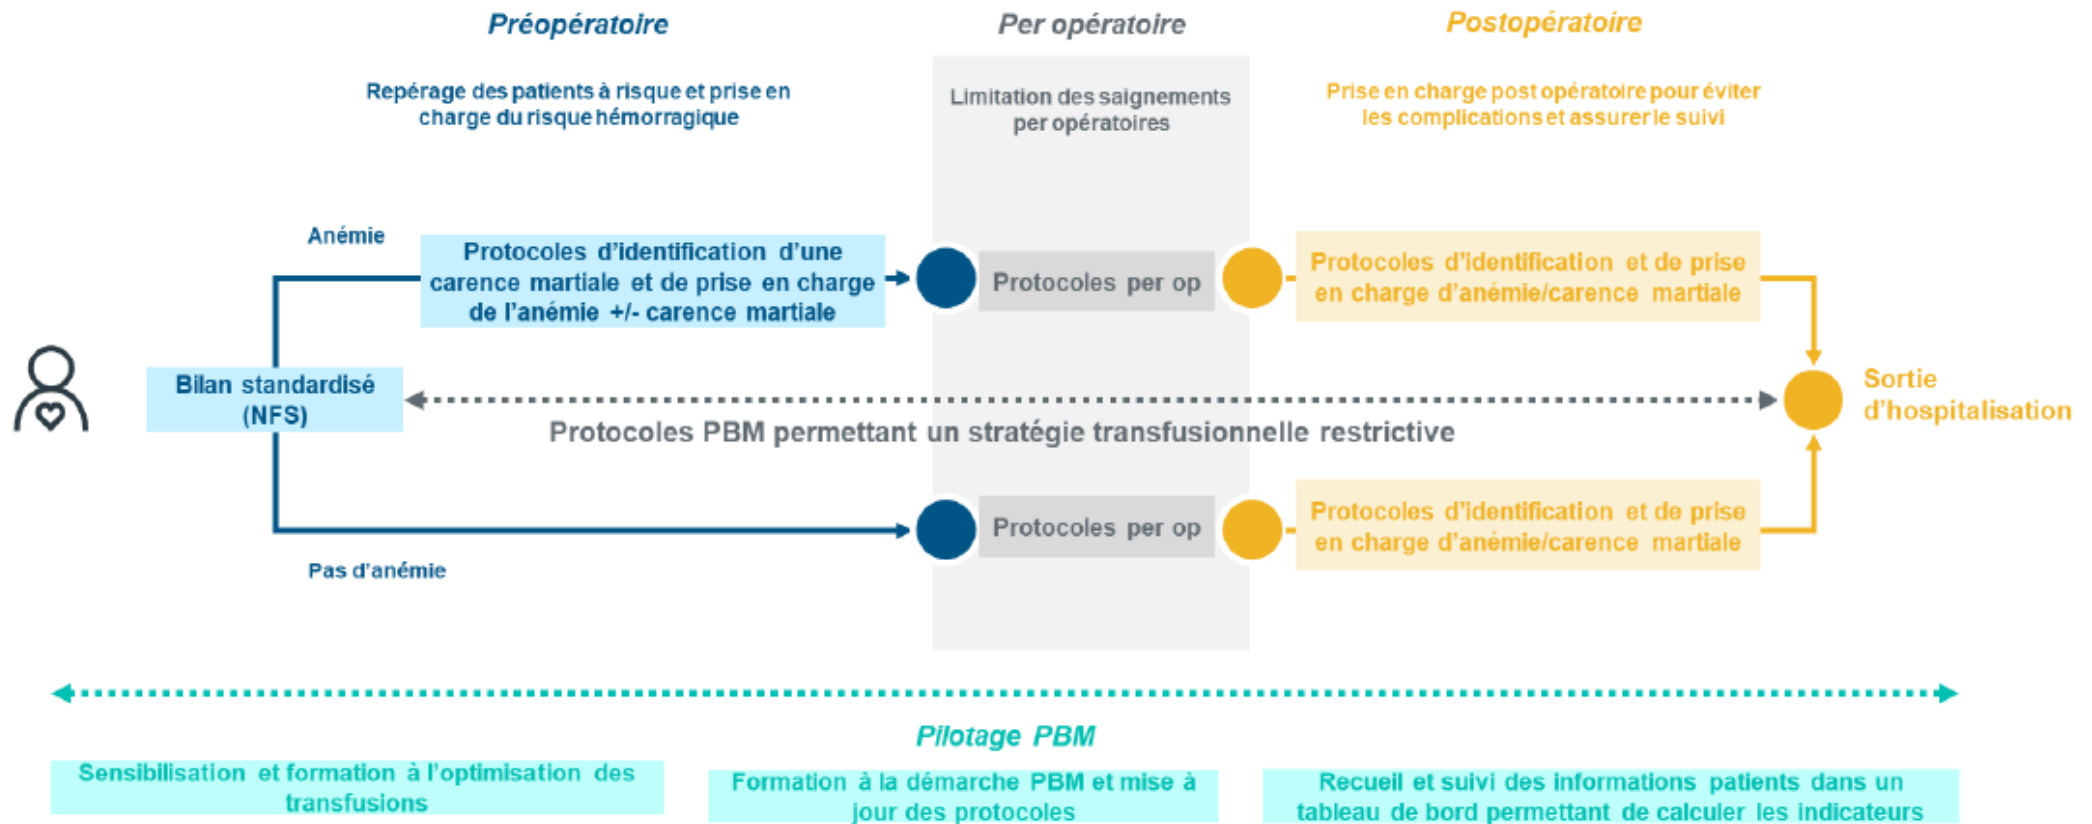 Préopératoire
Per opératoire
Postopératoire
Repérage des patients à risque et prise en
charge du risque hémorragique
Limitation des saignements
per opératoires
Prise en charge post opératoire pour éviter
les complications et assurer le suivi
Anémie
Protocoles d'identification d'une
carence martiale et de prise en charge
de l'anémie +/- carence martiale
Protocoles per op
Protocoles d'identification et de prise
en charge d'anémie/carence martiale
Bilan standardisé
(NFS)
Protocoles PBM permettant un stratégie transfusionnelle restrictive
Sortie
d'hospitalisation
Pas d'anémie
Protocoles per op
Protocoles d'identification et de prise
en charge d'anémie/carence martiale
Pilotage PBM
Sensibilisation et formation à l'optimisation des
transfusions
Formation à la démarche PBM et mise à
jour des protocoles
Recueil et suivi des informations patients dans un
tableau de bord permettant de calculer les indicateurs